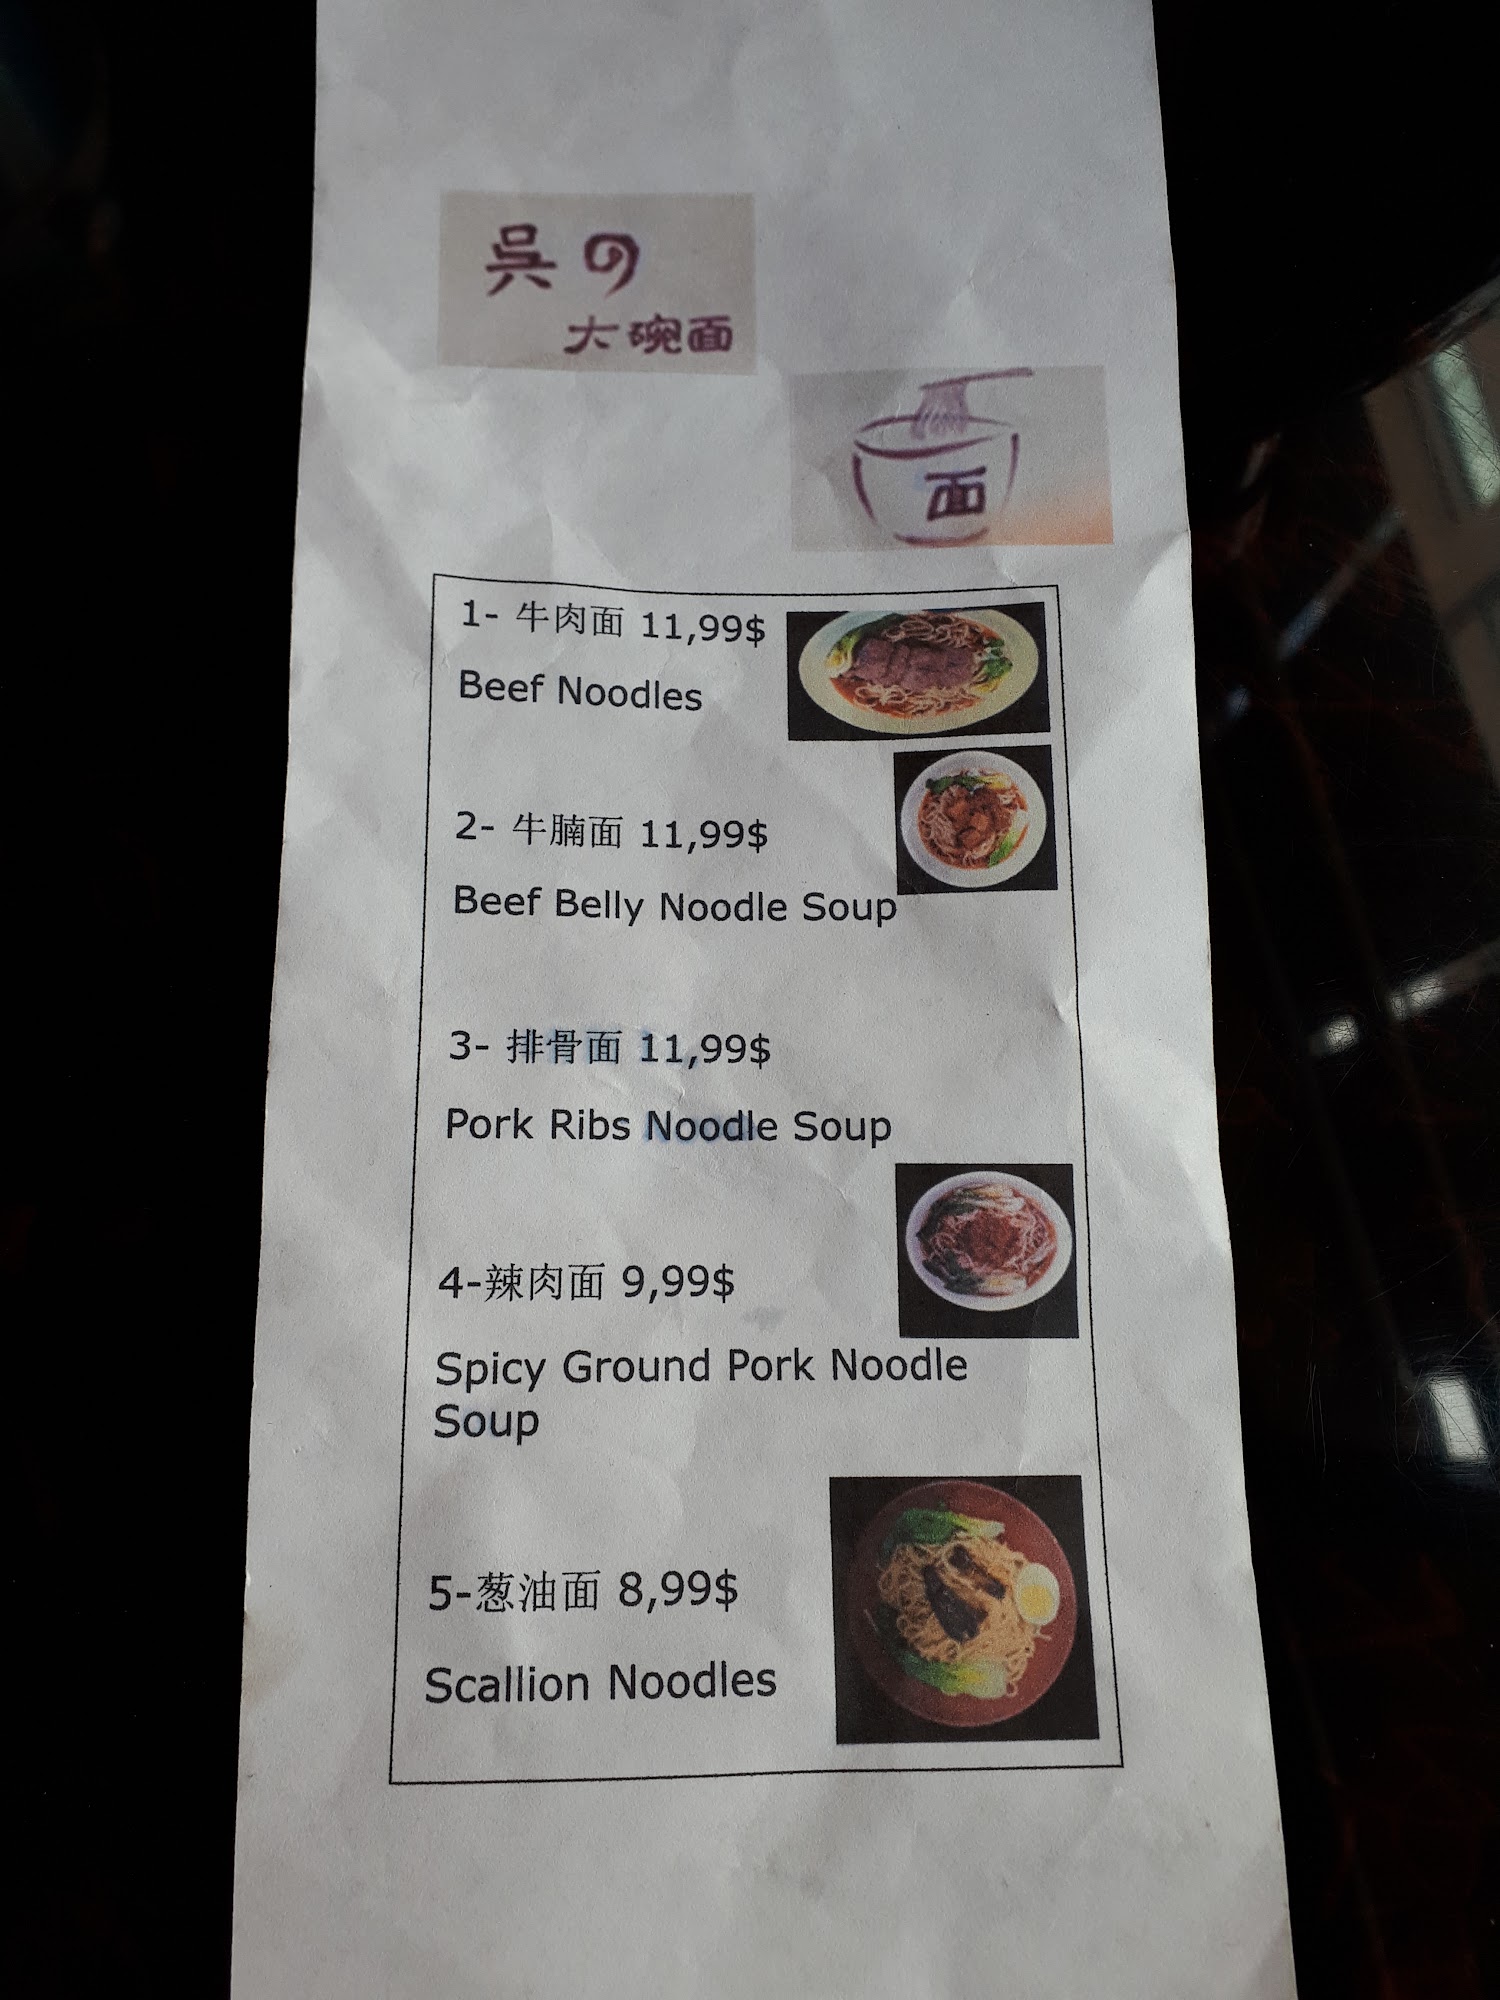 呉の
大碗面
面
1- 牛肉面 11,99$
Beef Noodles
2- 牛腩面 11,99$
Beef Belly Noodle Soup
3- 排骨面 11,99$
Pork Ribs Noodle Soup
4-辣肉面 9,99$
Spicy Ground Pork Noodle
Soup
5-葱油面 8,99$
Scallion Noodles